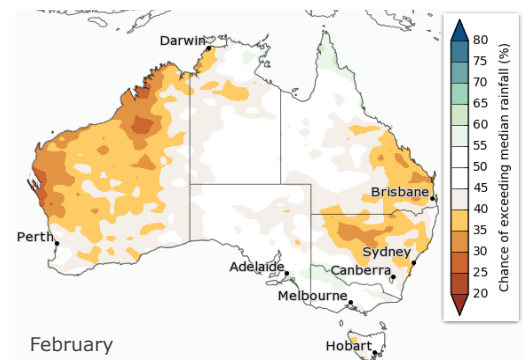 Darwin
80
75
70
65
60
55
50
45
40
35
30
25
20
Chance of exceeding median rainfall (%)
Brisbane
Perth
Sydney
Adelaide
Canberra
Melbourne
February
Hobart